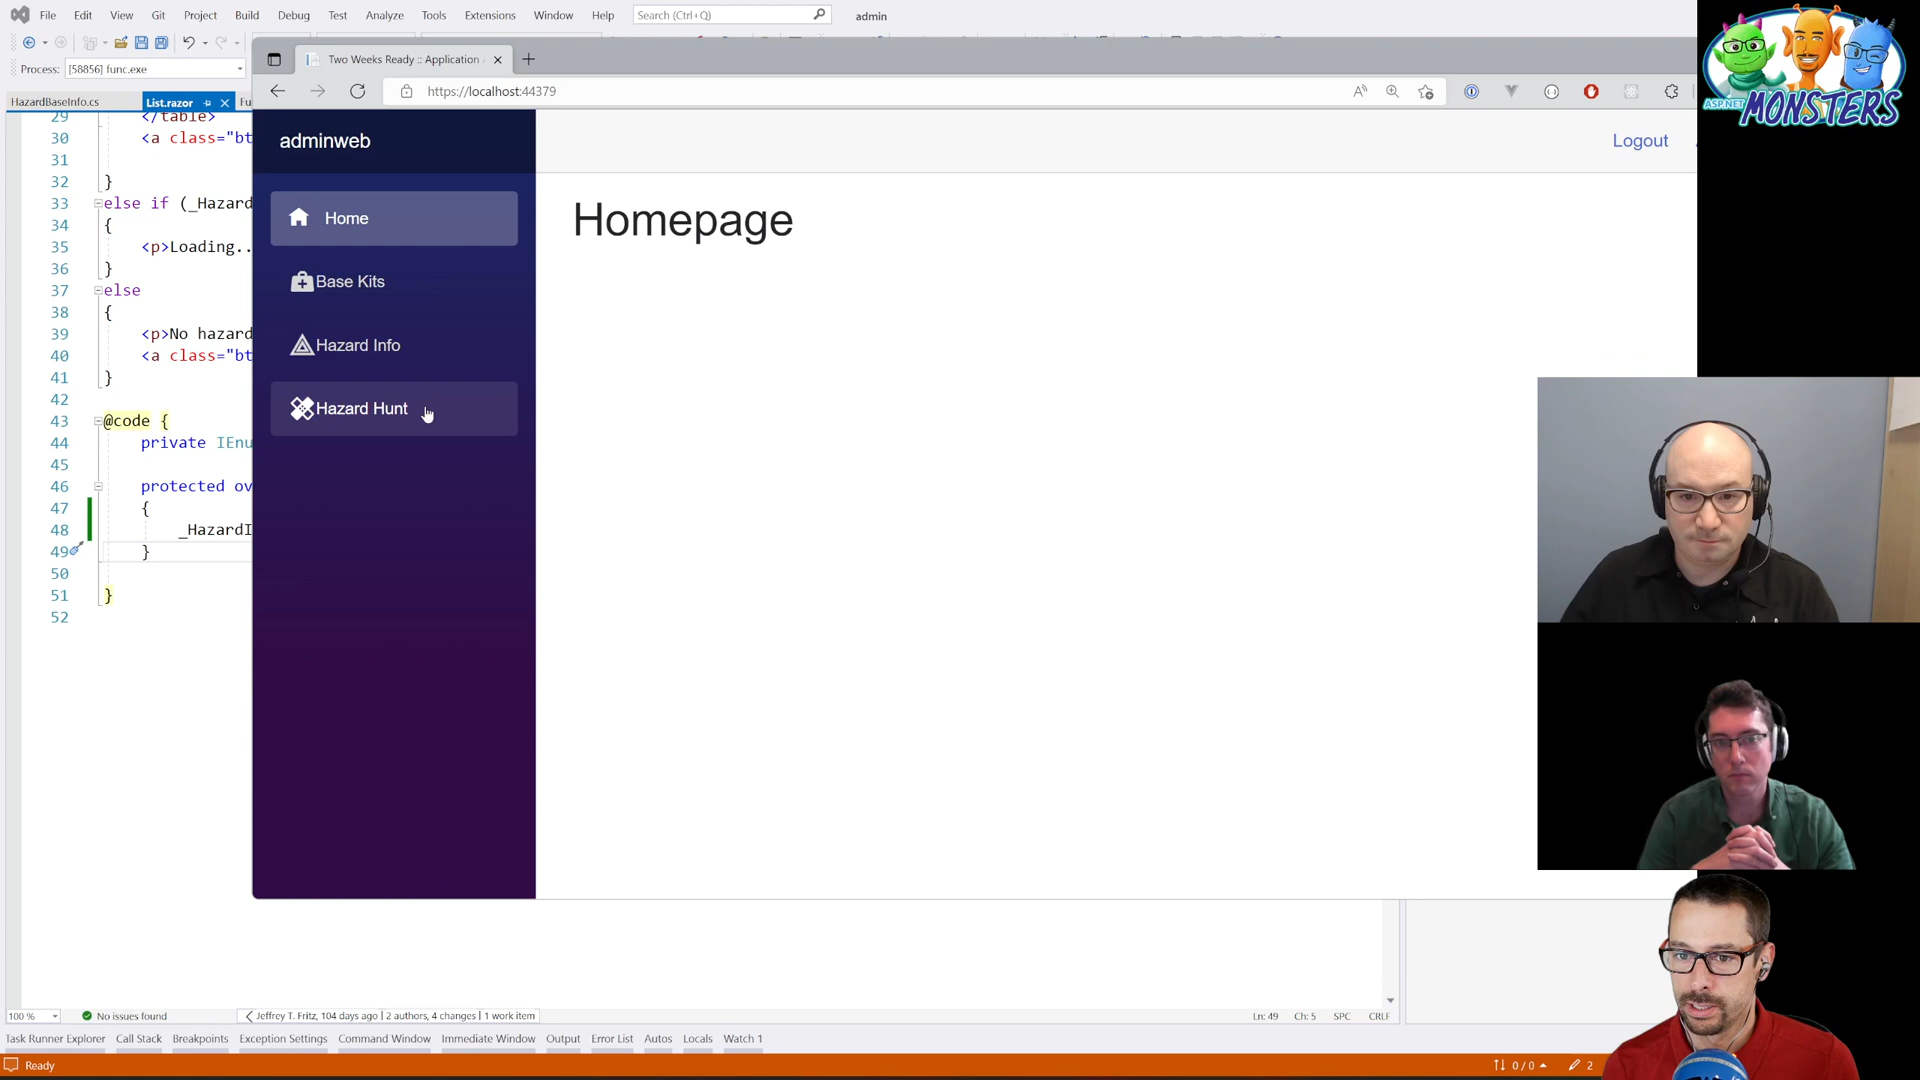 File Edit View Git Project Build Debug Test Analyze Tools Extensions Window Help Search (Ctrl+Q) admin
Process: [58856] func.exe
HazardBaseInfo.cs List.razor Fu
29 </table>
30 <a class="bt
31
32 }
33 else if (_Hazard
34 {
35 <p>Loading..
36 }
37 else
38 {
39 <p>No hazard
40 <a class="bt
41 }
42
43 @code {
44 private IEnu
45
46 protected ov
47 {
48 _HazardI
49 }
50
51 }
52
Two Weeks Ready :: Application
https://localhost:44379
adminweb
Home
Base Kits
Hazard Info
Hazard Hunt
Logout
Homepage
ASP.NET
MONSTERS
100 % No issues found Jeffrey T. Fritz, 104 days ago | 2 authors, 4 changes | 1 work item Ln: 49 Ch: 5 SPC CRLF
Task Runner Explorer Call Stack Breakpoints Exception Settings Command Window Immediate Window Output Error List Autos Locals Watch 1
Ready 0 / 0 2